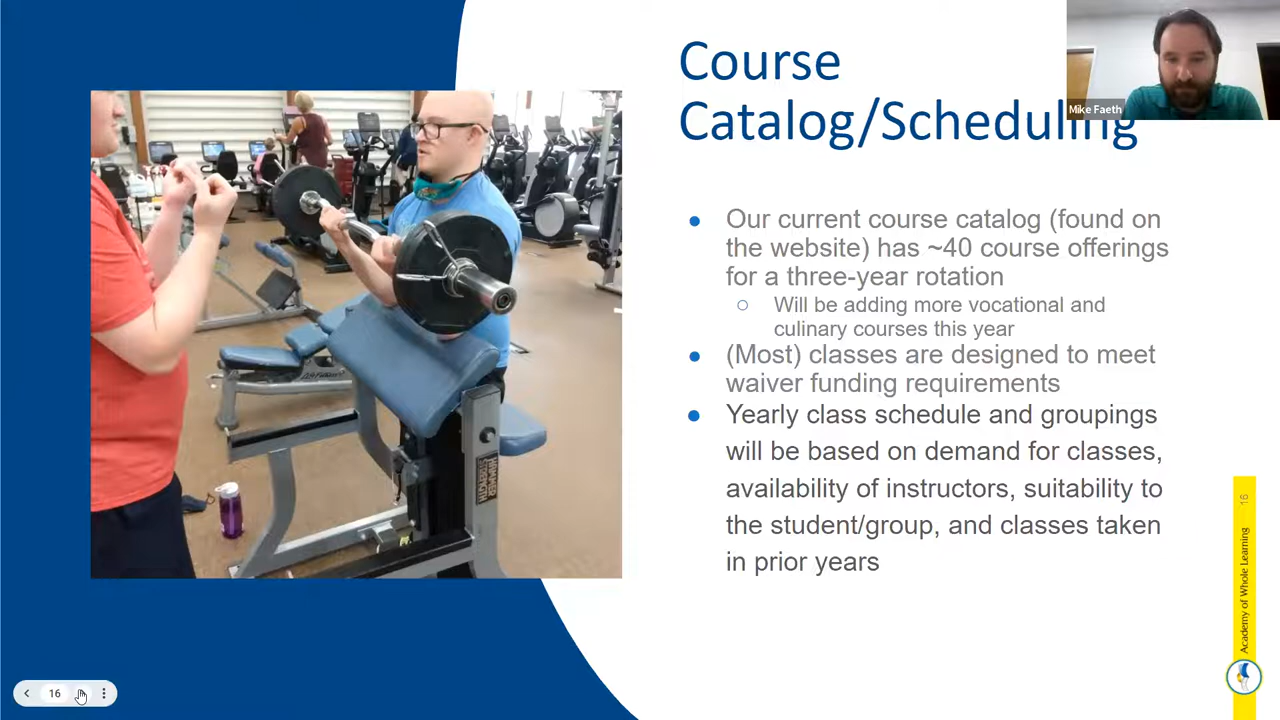 Course
Catalog/Scheduling
Mike Faeth
● Our current course catalog (found on
the website) has ~40 course offerings
for a three-year rotation
○ Will be adding more vocational and
culinary courses this year
● (Most) classes are designed to meet
waiver funding requirements
● Yearly class schedule and groupings
will be based on demand for classes,
availability of instructors, suitability to
the student/group, and classes taken
in prior years
HAMMER
STRENGTH
16
Academy of Whole Learning
16